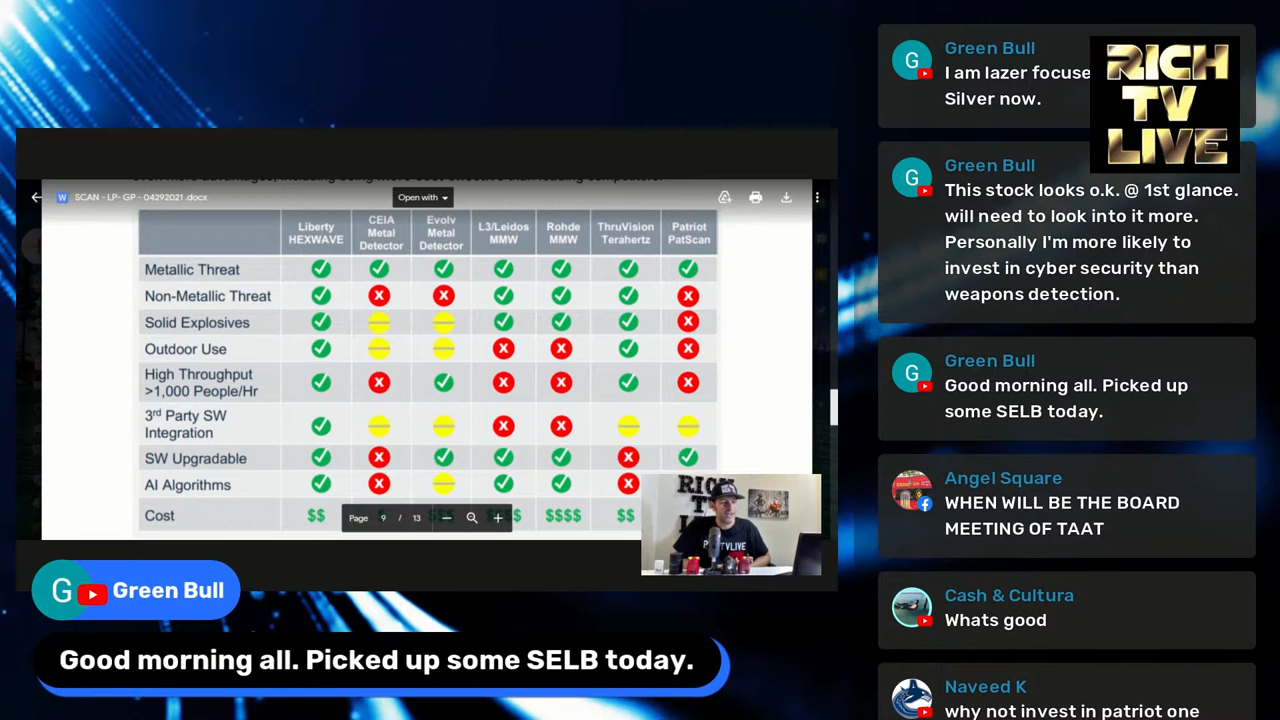 SCAN - LP- GP - 04292021 .docx
Open with
Liberty HEXWAVE
CEIA Metal Detector
Evolv Metal Detector
L3/Leidos MMW
Rohde MMW
ThruVision Terahertz
Patriot PatScan
Metallic Threat
Non-Metallic Threat
Solid Explosives
Outdoor Use
High Throughput
>1,000 People/Hr
3rd Party SW
Integration
SW Upgradable
AI Algorithms
Cost $$ $$$$ $$
Page 9 / 13
G Green Bull
Good morning all. Picked up some SELB today.
G Green Bull
I am lazer focuse
Silver now.
RICH
TV
LIVE
G Green Bull
This stock looks o.k. @ 1st glance.
will need to look into it more.
Personally I'm more likely to
invest in cyber security than
weapons detection.
G Green Bull
Good morning all. Picked up
some SELB today.
Angel Square
WHEN WILL BE THE BOARD
MEETING OF TAAT
Cash & Cultura
Whats good
Naveed K
why not invest in patriot one